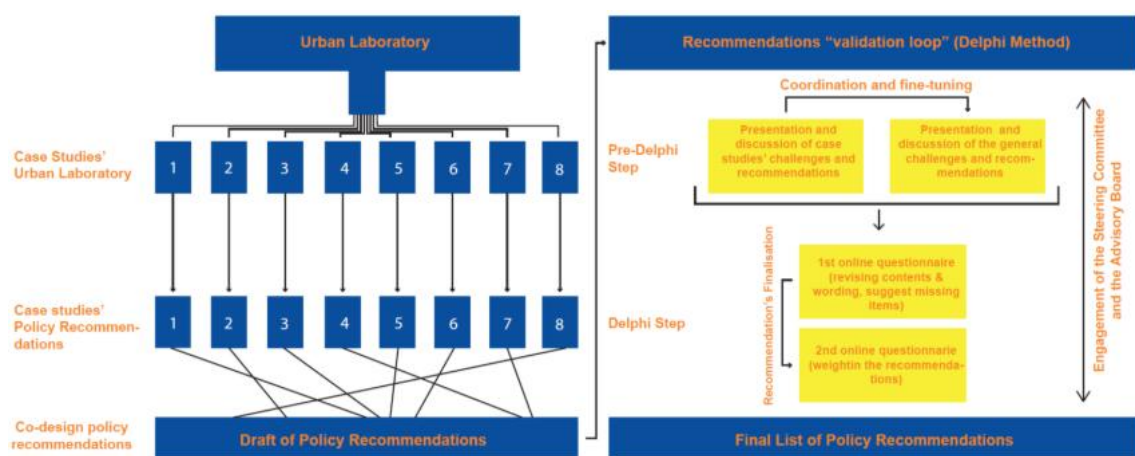 Urban Laboratory
Case Studies'
Urban Laboratory
1 2 3 4 5 6 7 8
Case studies'
Policy Recommen-
dations
1 2 3 4 5 6 7 8
Co-design policy
recommendations
Draft of Policy Recommendations
Recommendations “validation loop” (Delphi Method)
Coordination and fine-tuning
Pre-Delphi
Step
Presentation and
discussion of case
studies' challenges and
recommendations
Presentation and
discussion of the general
challenges and recom-
mendations
Delphi Step
Recommendation's Finalisation
1st online questionnaire
(revising contents &
wording, suggest missing
items)
2nd online questionnarie
(weightin the recommenda-
tions)
Engagement of the Steering Committee
and the Advisory Board
Final List of Policy Recommendations